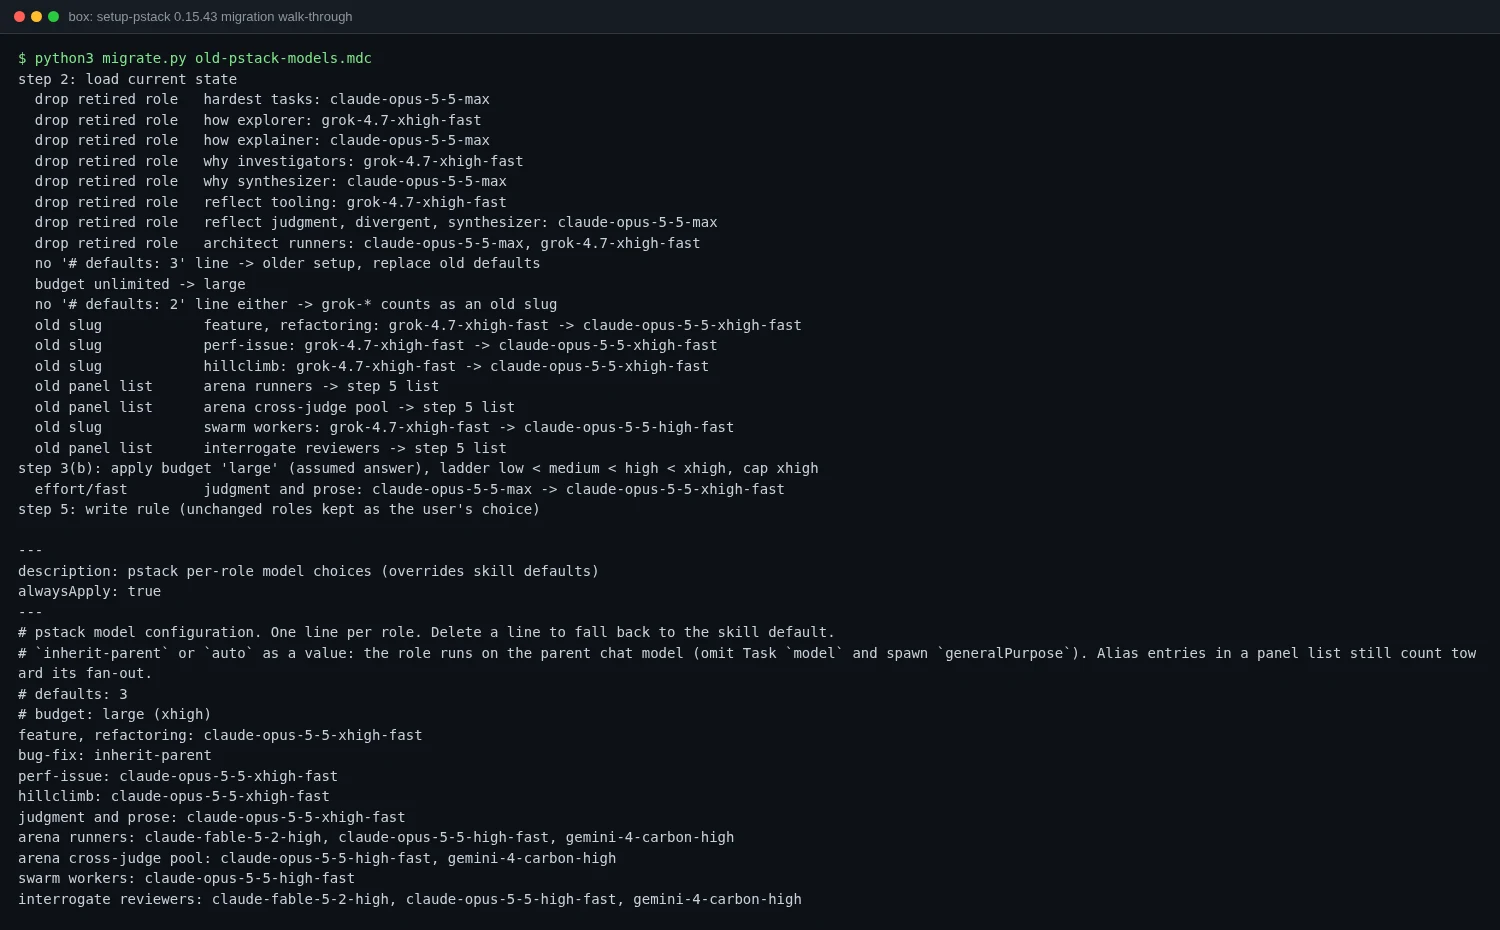 box: setup-pstack 0.15.43 migration walk-through
$ python3 migrate.py old-pstack-models.mdc
step 2: load current state
  drop retired role   hardest tasks: claude-opus-5-5-max
  drop retired role   how explorer: grok-4.7-xhigh-fast
  drop retired role   how explainer: claude-opus-5-5-max
  drop retired role   why investigators: grok-4.7-xhigh-fast
  drop retired role   why synthesizer: claude-opus-5-5-max
  drop retired role   reflect tooling: grok-4.7-xhigh-fast
  drop retired role   reflect judgment, divergent, synthesizer: claude-opus-5-5-max
  drop retired role   architect runners: claude-opus-5-5-max, grok-4.7-xhigh-fast
  no '# defaults: 3' line -> older setup, replace old defaults
  budget unlimited -> large
  no '# defaults: 2' line either -> grok-* counts as an old slug
  old slug            feature, refactoring: grok-4.7-xhigh-fast -> claude-opus-5-5-xhigh-fast
  old slug            perf-issue: grok-4.7-xhigh-fast -> claude-opus-5-5-xhigh-fast
  old slug            hillclimb: grok-4.7-xhigh-fast -> claude-opus-5-5-xhigh-fast
  old panel list      arena runners -> step 5 list
  old panel list      arena cross-judge pool -> step 5 list
  old slug            swarm workers: grok-4.7-xhigh-fast -> claude-opus-5-5-high-fast
  old panel list      interrogate reviewers -> step 5 list
step 3(b): apply budget 'large' (assumed answer), ladder low < medium < high < xhigh, cap xhigh
  effort/fast         judgment and prose: claude-opus-5-5-max -> claude-opus-5-5-xhigh-fast
step 5: write rule (unchanged roles kept as the user's choice)

---
description: pstack per-role model choices (overrides skill defaults)
alwaysApply: true
---
# pstack model configuration. One line per role. Delete a line to fall back to the skill default.
# `inherit-parent` or `auto` as a value: the role runs on the parent chat model (omit Task `model` and spawn `generalPurpose`). Alias entries in a panel list still count tow
ard its fan-out.
# defaults: 3
# budget: large (xhigh)
feature, refactoring: claude-opus-5-5-xhigh-fast
bug-fix: inherit-parent
perf-issue: claude-opus-5-5-xhigh-fast
hillclimb: claude-opus-5-5-xhigh-fast
judgment and prose: claude-opus-5-5-xhigh-fast
arena runners: claude-fable-5-2-high, claude-opus-5-5-high-fast, gemini-4-carbon-high
arena cross-judge pool: claude-opus-5-5-high-fast, gemini-4-carbon-high
swarm workers: claude-opus-5-5-high-fast
interrogate reviewers: claude-fable-5-2-high, claude-opus-5-5-high-fast, gemini-4-carbon-high